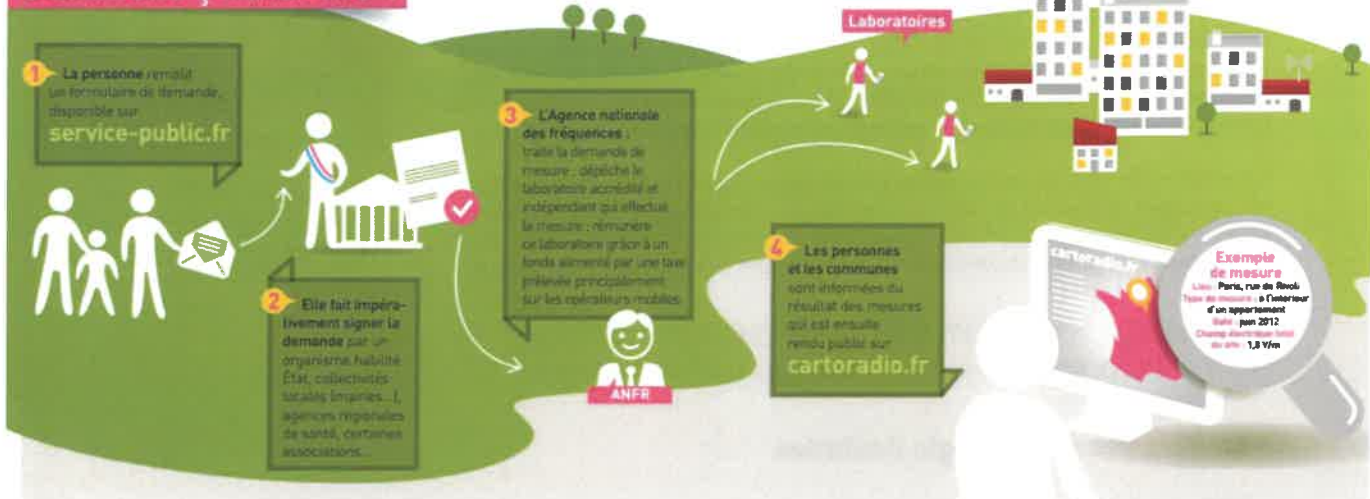 1 La personne remplit
un formulaire de demande,
disponible sur
service-public.fr
2 Elle fait impéra-
tivement signer la
demande par un
organisme habilité
État, collectivités
locales (mairies...),
agences régionales
de santé, certaines
associations...
3 L'Agence nationale
des fréquences :
traite la demande de
mesure ; dépêche le
laboratoire accrédité et
indépendant qui effectue
la mesure ; rémunère
ce laboratoire grâce à un
fonds alimenté par une taxe
prélevée principalement
sur les opérateurs mobiles.
ANFR
Laboratoires
4 Les personnes
et les communes
sont informées du
résultat des mesures
qui est ensuite
rendu public sur
cartoradio.fr
cartoradio.fr
Exemple
de mesure
Lieu : Paris, rue de Rivoli
Type de mesure : à l'intérieur
d'un appartement
Date : juin 2012
Champ électrique total
du site : 1,8 V/m